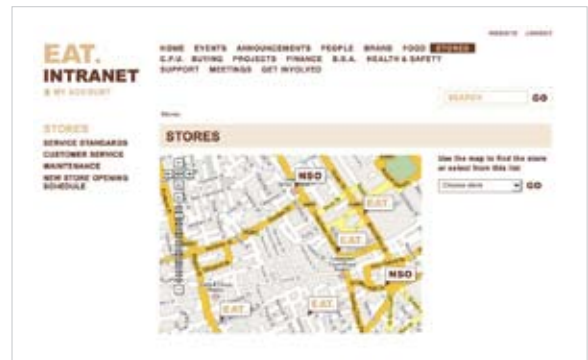 WEBSITE LOGOUT
EAT.
INTRANET
MY ACCOUNT
HOME EVENTS ANNOUNCEMENTS PEOPLE BRAND FOOD STORES
C.P.U. BUYING PROJECTS FINANCE B.S.A. HEALTH & SAFETY
SUPPORT MEETINGS GET INVOLVED
SEARCH GO
Stores
STORES
SERVICE STANDARDS
CUSTOMER SERVICE
MAINTENANCE
NEW STORE OPENING
SCHEDULE
STORES
Use the map to find the store
or select from this list
Choose store GO
NSO
EAT.
EAT.
NSO
EAT.
EAT.